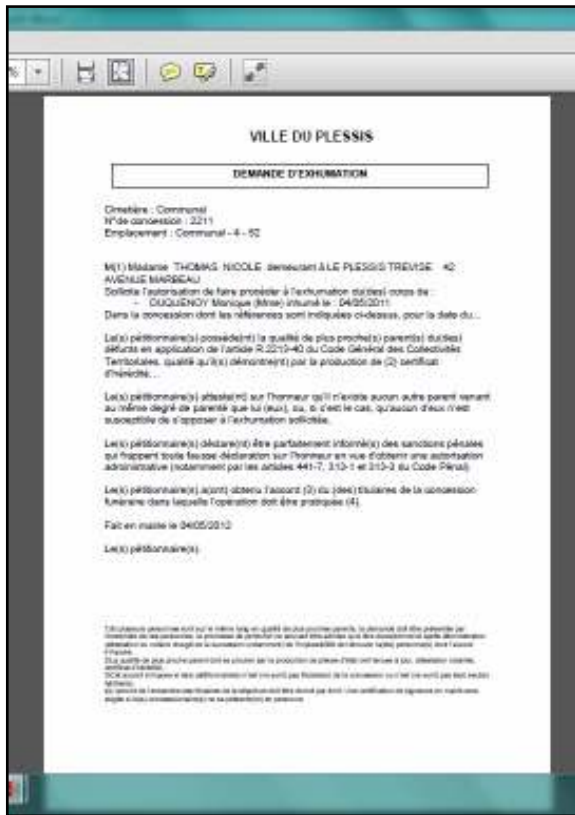 VILLE DU PLESSIS
DEMANDE D'EXHUMATION
Cimetière : Communal
N°de concession : 2211
Emplacement : Communal - 4 - 52
M(1) Madame THOMAS NICOLE demeurant à LE PLESSIS TREVISE 42
AVENUE MARBEAU
Sollicite l'autorisation de faire procéder à l'exhumation du(des) corps de :
- DUQUENOY Monique (Mme) inhumé le : 04/05/2011
Dans la concession dont les références sont indiquées ci-dessus, pour la date du...
Le(s) pétitionnaire(s) possède(nt) la qualité de plus proche(s) parent(s) du(des)
défunts en application de l'article R.2213-40 du Code Général des Collectivités
Territoriales, qualité qu'il(s) démontre(nt) par la production de (2) certificat
d'hérédité...
Le(s) pétitionnaire(s) atteste(nt) sur l'honneur qu'il n'existe aucun autre parent venant
au même degré de parenté que lui (eux), ou, si c'est le cas, qu'aucun d'eux n'est
susceptible de s'opposer à l'exhumation sollicitée.
Le(s) pétitionnaire(s) déclare(nt) être parfaitement informé(s) des sanctions pénales
qui frappent toute fausse déclaration sur l'honneur en vue d'obtenir une autorisation
administrative (notamment par les articles 441-7, 313-1 et 313-3 du Code Pénal)
Le(s) pétitionnaire(s) a(ont) obtenu l'accord (3) du (des) titulaires de la concession
funéraire dans laquelle l'opération doit être pratiquée (4).
Fait en mairie le 04/05/2012
Le(s) pétitionnaire(s)